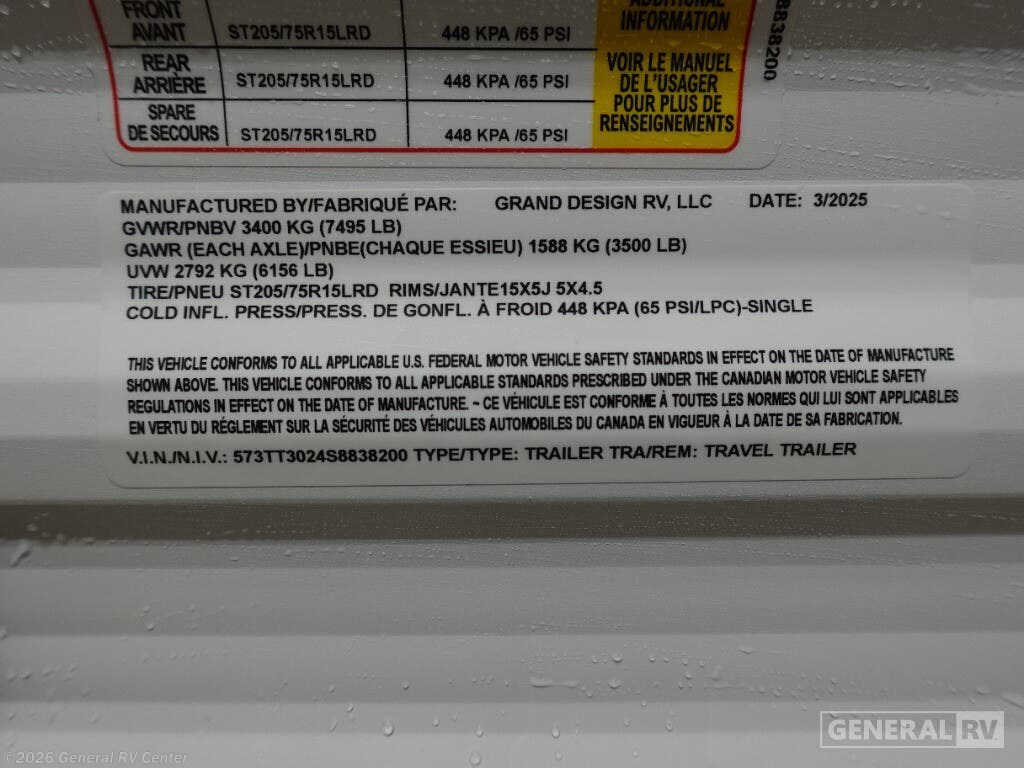 FRONT
AVANT
ST205/75R15LRD
448 KPA /65 PSI
REAR
ARRIÈRE
ST205/75R15LRD
448 KPA /65 PSI
SPARE
DE SECOURS
ST205/75R15LRD
448 KPA /65 PSI
ADDITIONAL
INFORMATION
VOIR LE MANUEL
DE L'USAGER
POUR PLUS DE
RENSEIGNEMENTS
8838200
MANUFACTURED BY/FABRIQUÉ PAR: GRAND DESIGN RV, LLC DATE: 3/2025
GVWR/PNBV 3400 KG (7495 LB)
GAWR (EACH AXLE)/PNBE(CHAQUE ESSIEU) 1588 KG (3500 LB)
UVW 2792 KG (6156 LB)
TIRE/PNEU ST205/75R15LRD RIMS/JANTE15X5J 5X4.5
COLD INFL. PRESS/PRESS. DE GONFL. À FROID 448 KPA (65 PSI/LPC)-SINGLE
THIS VEHICLE CONFORMS TO ALL APPLICABLE U.S. FEDERAL MOTOR VEHICLE SAFETY STANDARDS IN EFFECT ON THE DATE OF MANUFACTURE
SHOWN ABOVE. THIS VEHICLE CONFORMS TO ALL APPLICABLE STANDARDS PRESCRIBED UNDER THE CANADIAN MOTOR VEHICLE SAFETY
REGULATIONS IN EFFECT ON THE DATE OF MANUFACTURE. ~ CE VÉHICULE EST CONFORME À TOUTES LES NORMES QUI LUI SONT APPLICABLES
EN VERTU DU RÉGLEMENT SUR LA SÉCURITÉ DES VÉHICULES AUTOMOBILES DU CANADA EN VIGUEUR À LA DATE DE SA FABRICATION.
V.I.N./N.I.V.: 573TT3024S8838200 TYPE/TYPE: TRAILER TRA/REM: TRAVEL TRAILER
GENERAL RV
©2026 General RV Center